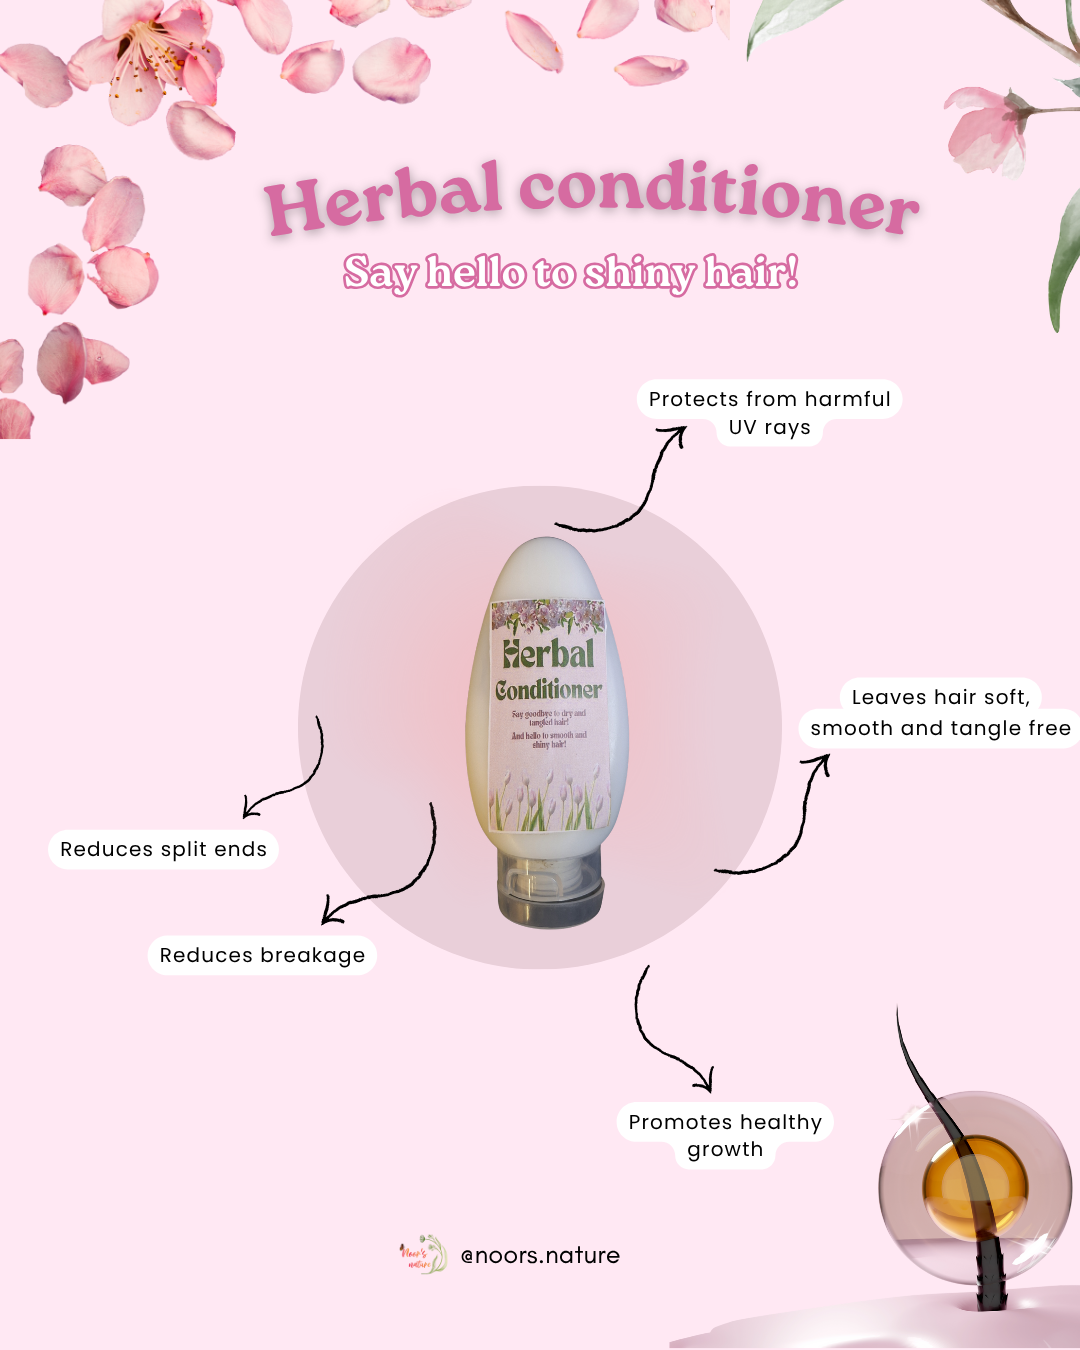 Herbal conditioner
Say hello to shiny hair!
Protects from harmful
UV rays
Herbal
Conditioner
Say goodbye to dry and
tangled hair!
And hello to smooth and
shiny hair!
Leaves hair soft,
smooth and tangle free
Reduces split ends
Reduces breakage
Promotes healthy
growth
Noor's
nature
@noors.nature